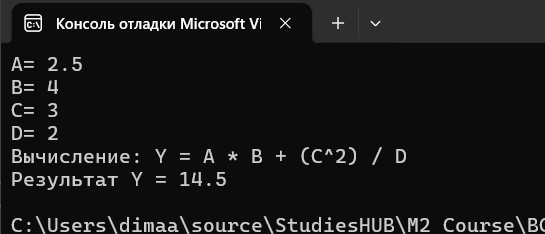 Консоль отладки Microsoft Vi
A= 2.5
B= 4
C= 3
D= 2
Вычисление: Y = A * B + (C^2) / D
Результат Y = 14.5
C:\Users\dimaa\source\StudiesHUB\M2 Course\BC